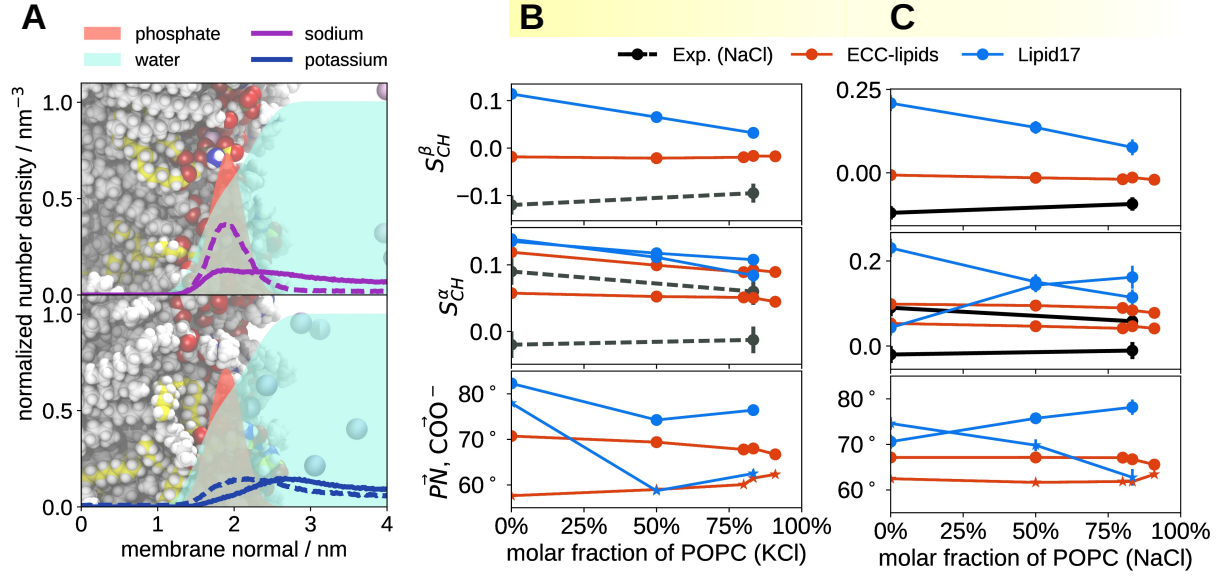 A
phosphate
water
sodium
potassium
normalized number density / nm⁻³
1.0
0.5
0.0
1.0
0.5
0.0
0
1
2
3
4
membrane normal / nm
B
C
Exp. (NaCl)
ECC-lipids
Lipid17
S^β_CH
0.1
0.0
−0.1
S^α_CH
0.1
0.0
P⃗N, CO⃗O⁻
80°
70°
60°
0%
25%
50%
75%
100%
molar fraction of POPC (KCl)
0.25
0.00
0.2
0.0
80°
70°
60°
0%
25%
50%
75%
100%
molar fraction of POPC (NaCl)